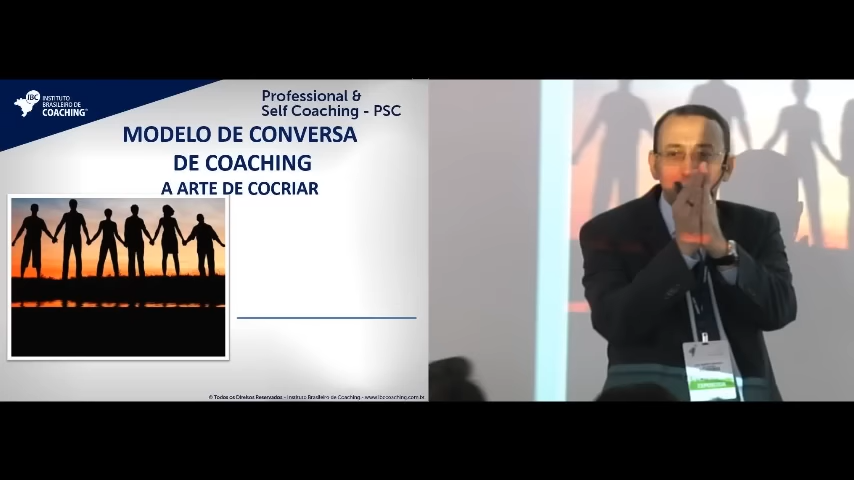 IBC
INSTITUTO
BRASILEIRO DE
COACHING
Professional &
Self Coaching - PSC
MODELO DE CONVERSA
DE COACHING
A ARTE DE COCRIAR
© Todos os Direitos Reservados - Instituto Brasileiro de Coaching - www.ibccoaching.com.br